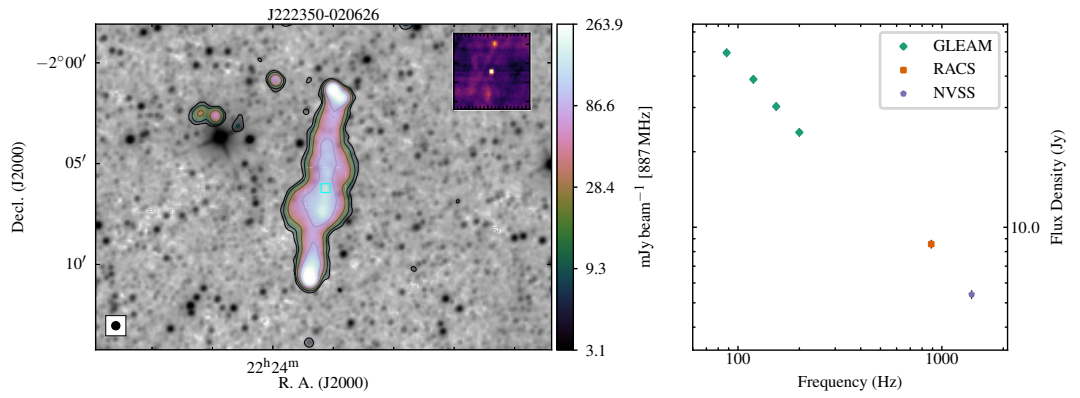 J222350-020626
−2°00′
05′
10′
Decl. (J2000)
22ʰ24ᵐ
R. A. (J2000)
263.9
86.6
28.4
9.3
3.1
mJy beam⁻¹ [887 MHz]
GLEAM
RACS
NVSS
10.0
Flux Density (Jy)
100
1000
Frequency (Hz)